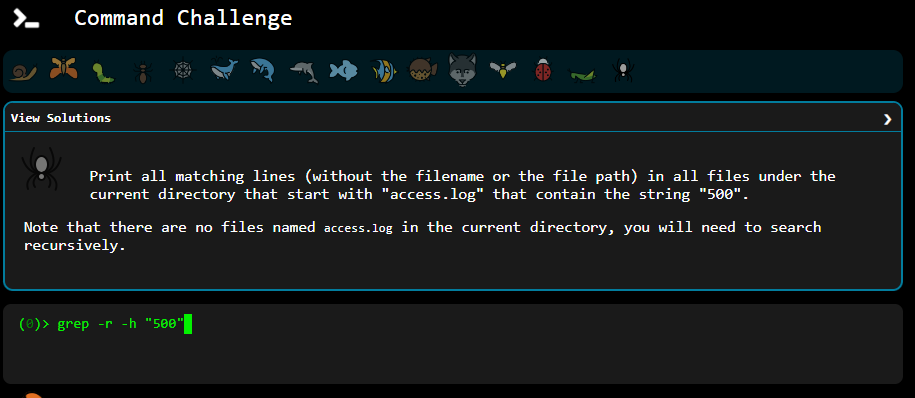 Command Challenge
View Solutions
Print all matching lines (without the filename or the file path) in all files under the
current directory that start with "access.log" that contain the string "500".
Note that there are no files named access.log in the current directory, you will need to search
recursively.
(0)> grep -r -h "500"